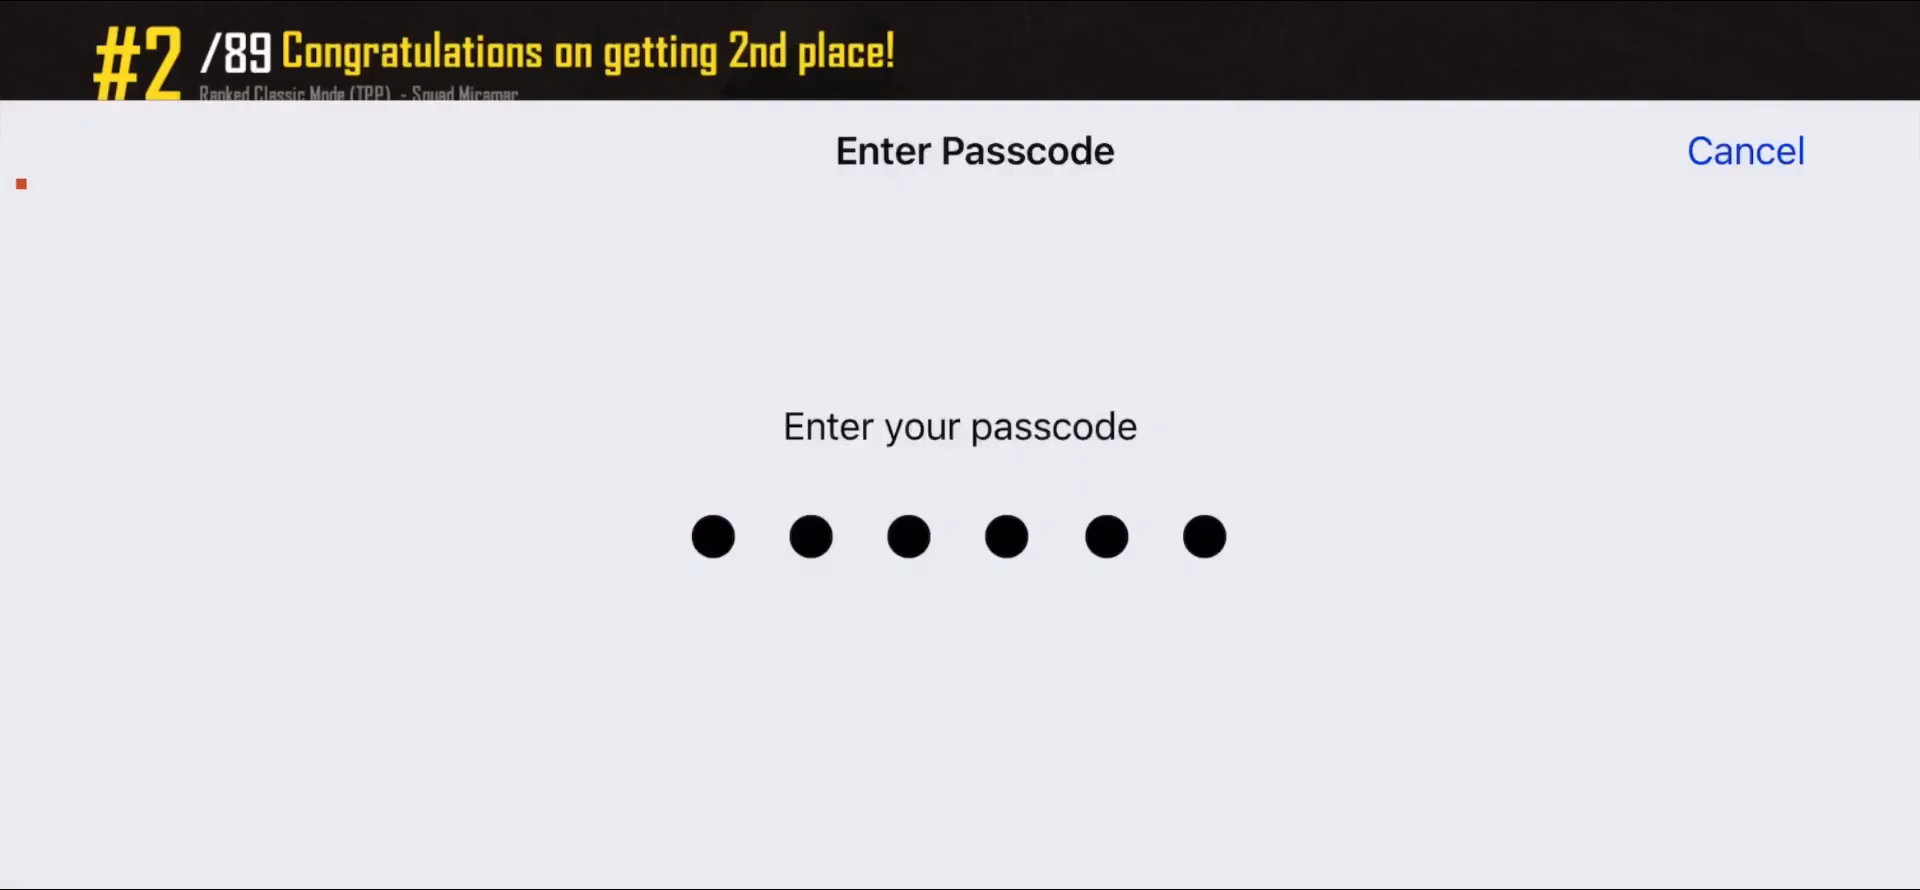 #2 /89 Congratulations on getting 2nd place!
Ranked Classic Mode (TPP) - Squad Miramar
Enter Passcode
Cancel
Enter your passcode